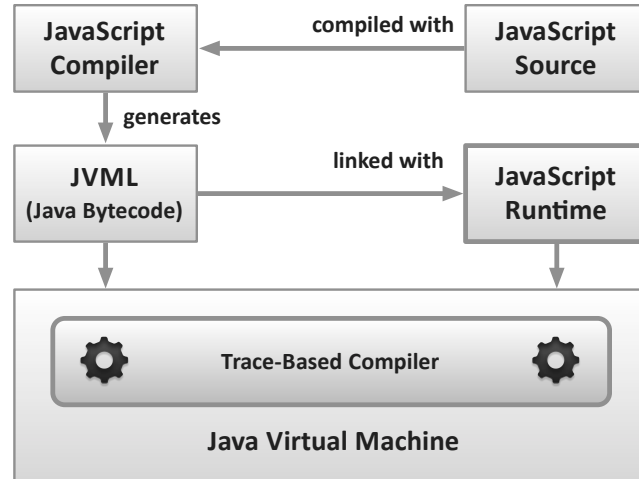 JavaScript
Compiler
compiled with
JavaScript
Source
generates
JVML
(Java Bytecode)
linked with
JavaScript
Runtime
Trace-Based Compiler
Java Virtual Machine